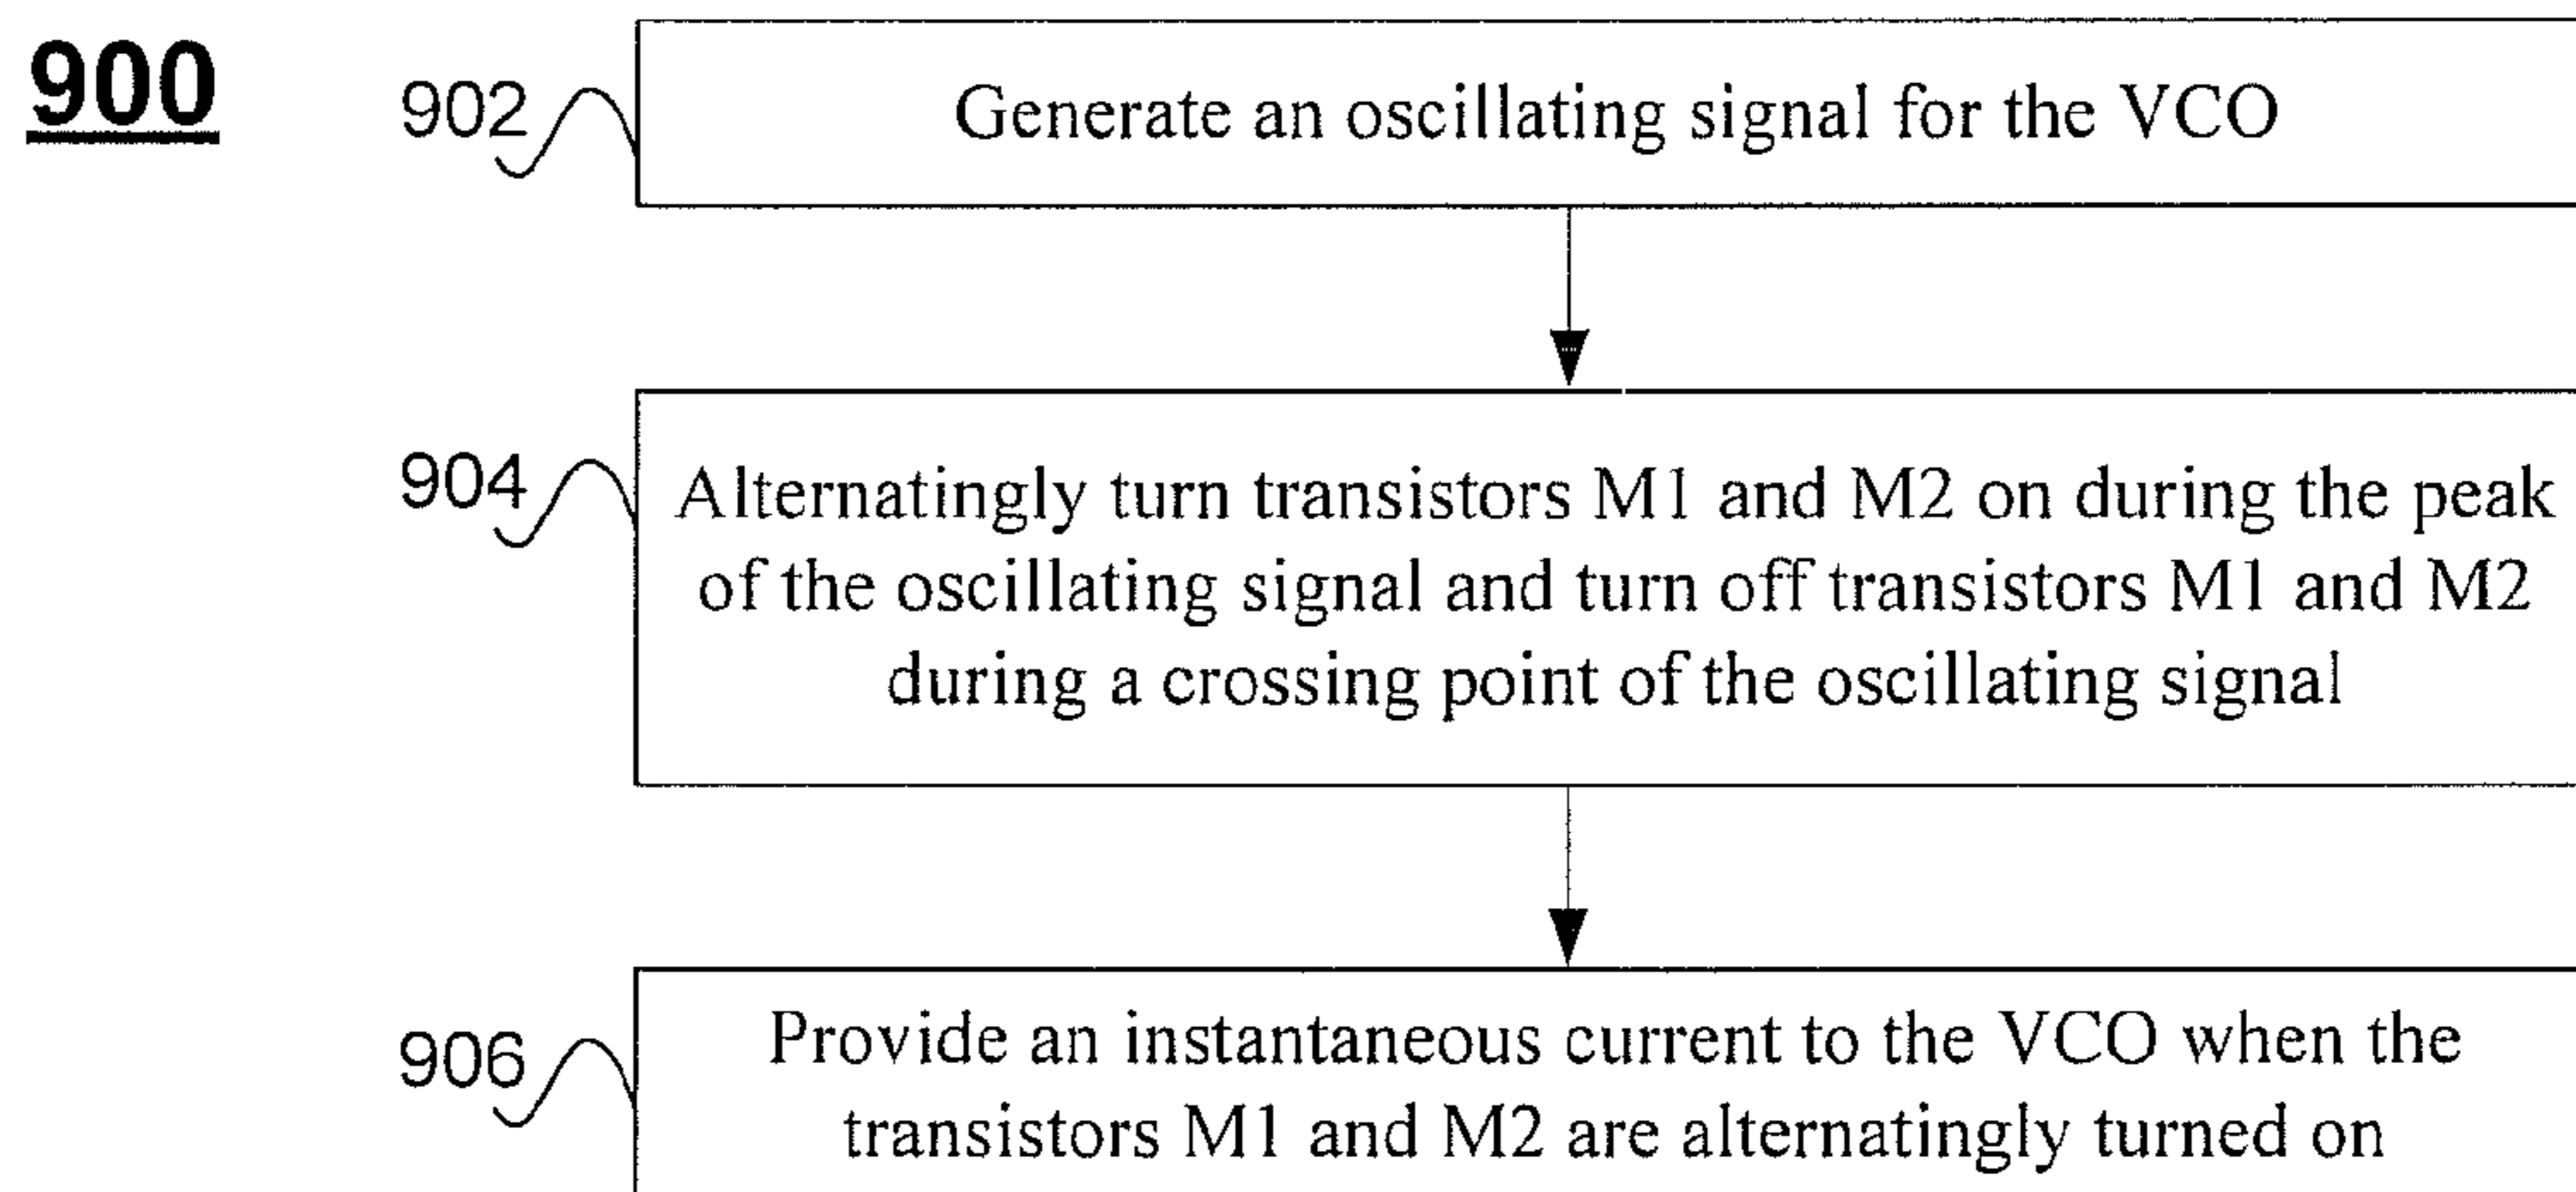 900
902
Generate an oscillating signal for the VCO
904
Alternatingly turn transistors M1 and M2 on during the peak
of the oscillating signal and turn off transistors M1 and M2
during a crossing point of the oscillating signal
906
Provide an instantaneous current to the VCO when the
transistors M1 and M2 are alternatingly turned on